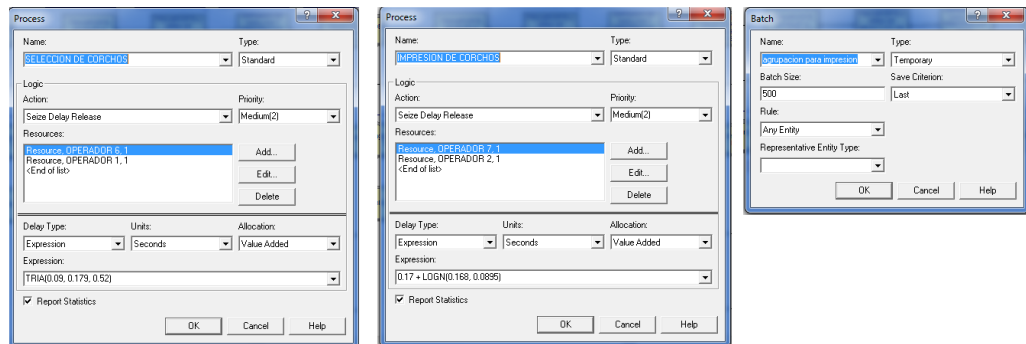 Process
Name:
Type:
SELECCION DE CORCHOS
Standard
Logic
Action:
Priority:
Seize Delay Release
Medium(2)
Resources:
Resource, OPERADOR 6, 1
Resource, OPERADOR 1, 1
<End of list>
Add...
Edit...
Delete
Delay Type:
Units:
Allocation:
Expression
Seconds
Value Added
Expression:
TRIA(0.09, 0.179, 0.52)
Report Statistics
OK
Cancel
Help
Process
Name:
Type:
IMPRESION DE CORCHOS
Standard
Logic
Action:
Priority:
Seize Delay Release
Medium(2)
Resources:
Resource, OPERADOR 7, 1
Resource, OPERADOR 2, 1
<End of list>
Add...
Edit...
Delete
Delay Type:
Units:
Allocation:
Expression
Seconds
Value Added
Expression:
0.17 + LOGN(0.168, 0.0895)
Report Statistics
OK
Cancel
Help
Batch
Name:
Type:
agrupacion para impresion
Temporary
Batch Size:
Save Criterion:
500
Last
Rule:
Any Entity
Representative Entity Type:
OK
Cancel
Help